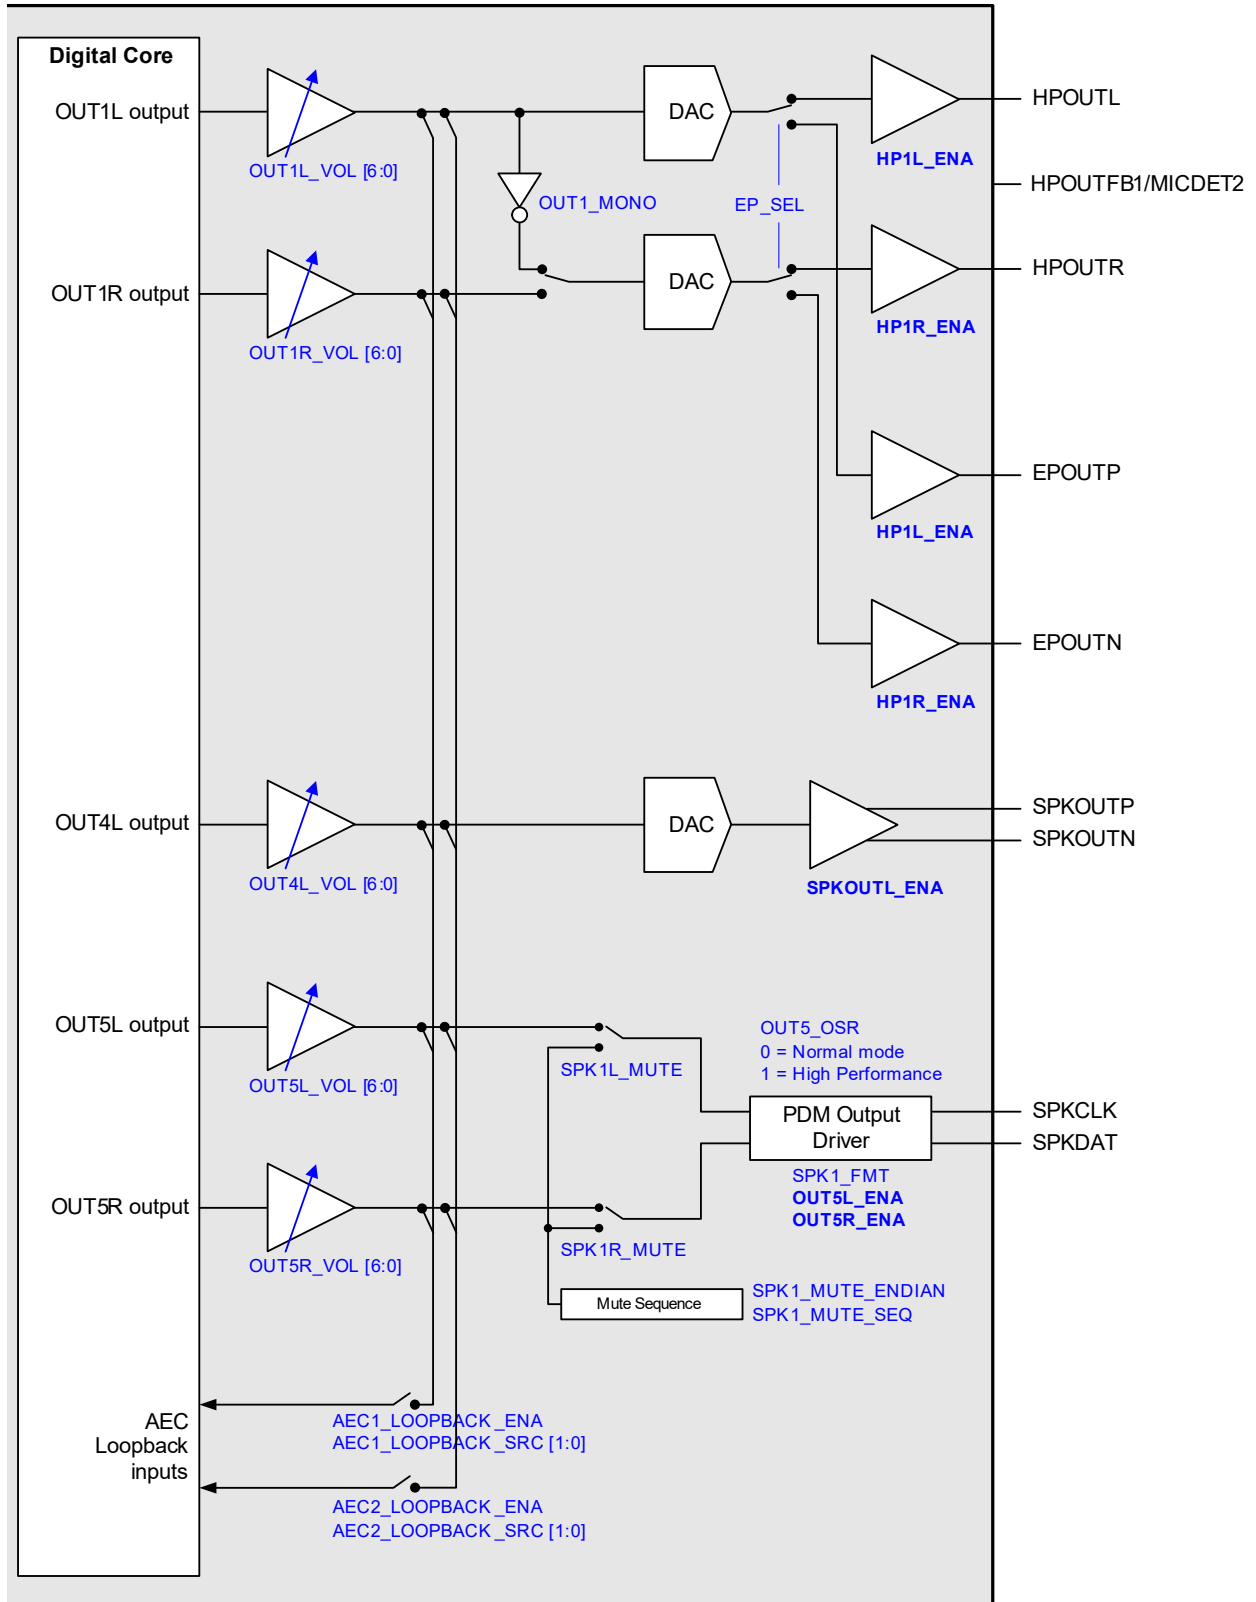 Digital Core
OUT1L output
OUT1L_VOL [6:0]
DAC
HP1L_ENA
HPOUTL
HPOUTFB1/MICDET2
OUT1_MONO
EP_SEL
OUT1R output
OUT1R_VOL [6:0]
DAC
HP1R_ENA
HPOUTR
HP1L_ENA
EPOUTP
HP1R_ENA
EPOUTN
OUT4L output
OUT4L_VOL [6:0]
DAC
SPKOUTL_ENA
SPKOUTP
SPKOUTN
OUT5L output
OUT5L_VOL [6:0]
SPK1L_MUTE
OUT5_OSR
0 = Normal mode
1 = High Performance
PDM Output
Driver
SPKCLK
SPKDAT
SPK1_FMT
OUT5L_ENA
OUT5R_ENA
OUT5R output
OUT5R_VOL [6:0]
SPK1R_MUTE
Mute Sequence
SPK1_MUTE_ENDIAN
SPK1_MUTE_SEQ
AEC
Loopback
inputs
AEC1_LOOPBACK_ENA
AEC1_LOOPBACK_SRC [1:0]
AEC2_LOOPBACK_ENA
AEC2_LOOPBACK_SRC [1:0]